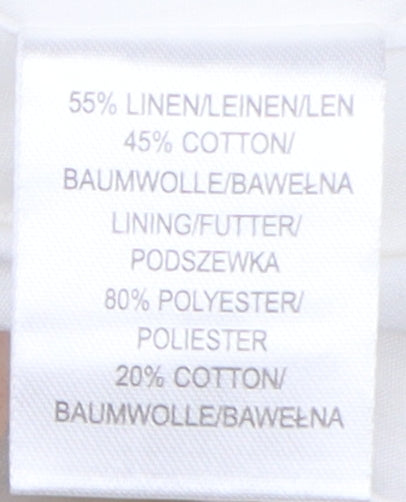 55% LINEN/LEINEN/LEN
45% COTTON/
BAUMWOLLE/BAWEŁNA
LINING/FUTTER/
PODSZEWKA
80% POLYESTER/
POLIESTER
20% COTTON/
BAUMWOLLE/BAWEŁNA